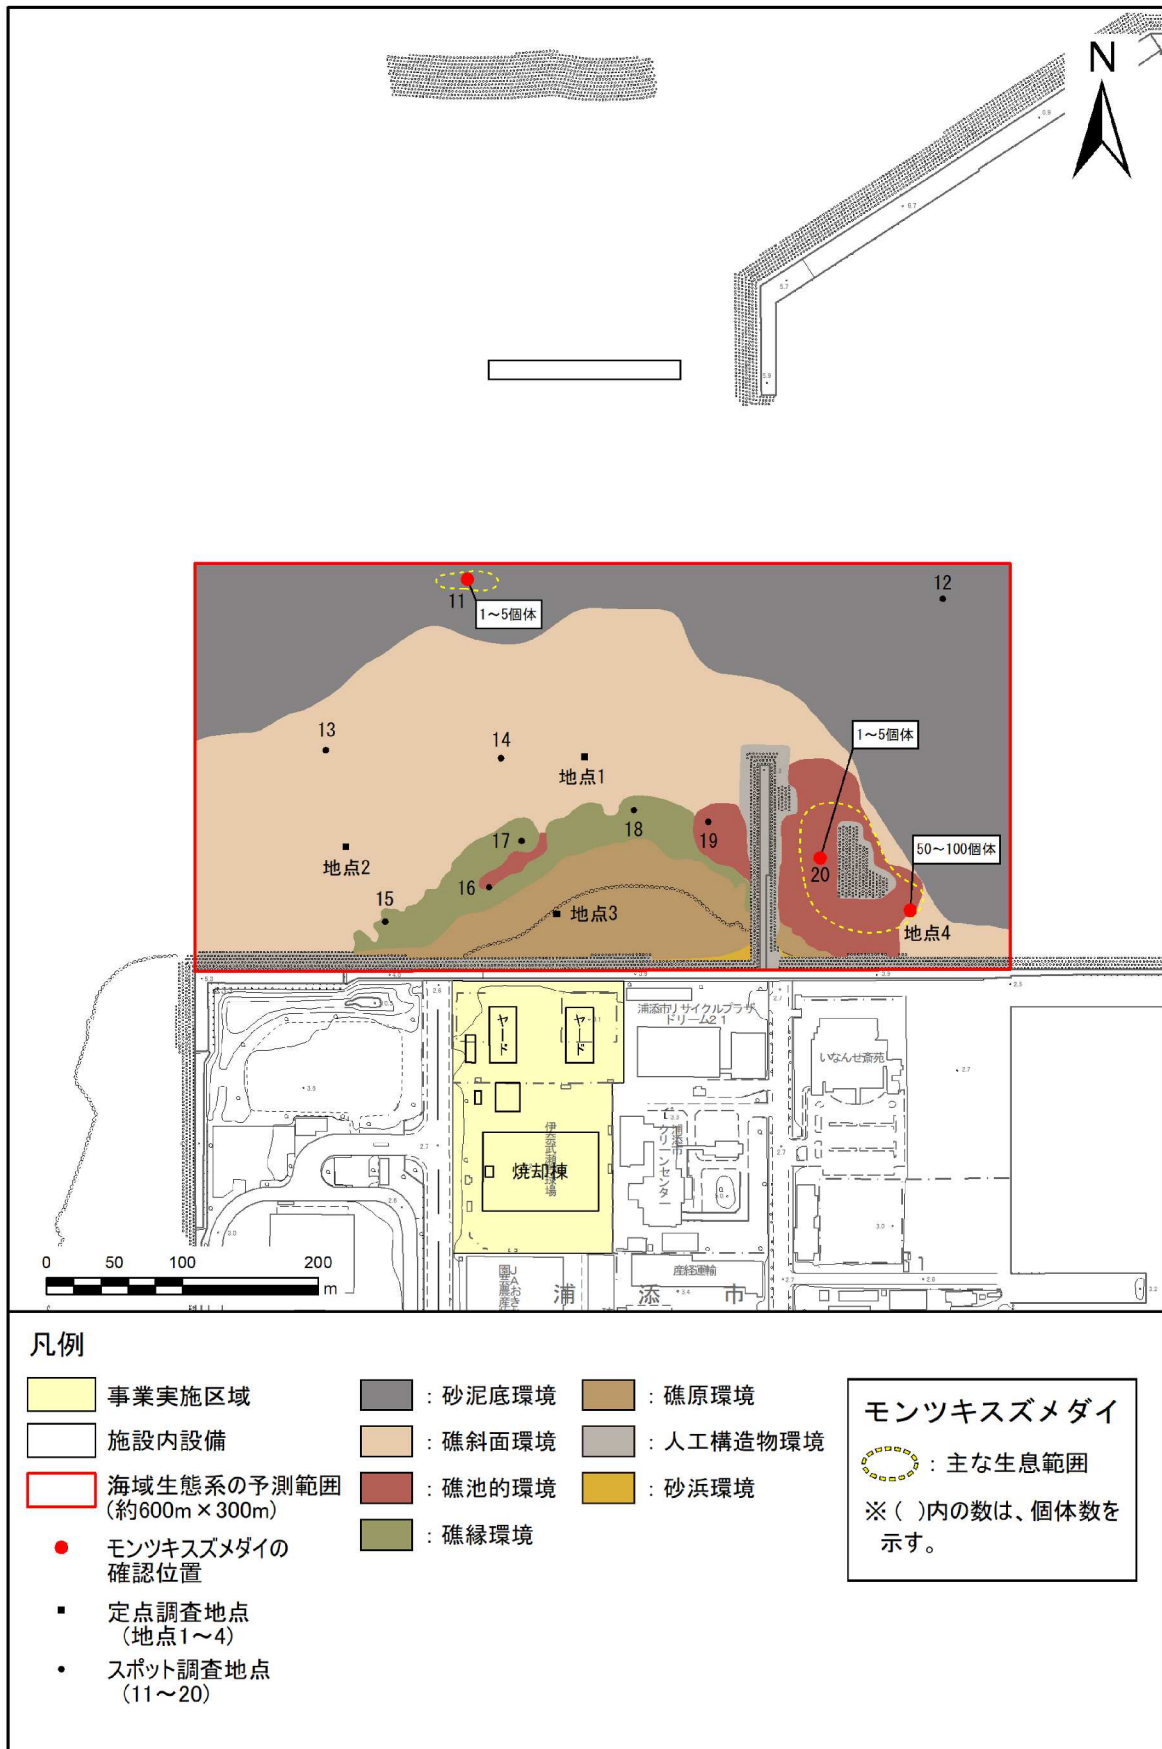 N
6.9
6.7
5.7
5.8
11
1~5個体
12
13
14
地点1
1~5個体
地点2
15
16
17
18
19
20
50~100個体
地点3
地点4
浦添市リサイクルプラザ
ドリーム21
いなんせ斎苑
ヤード
ヤード
伊奈武瀬球場
焼却棟
浦添市
クリーンセンター
産経運輸
浦添市
0 50 100 200
m
凡例
事業実施区域
施設内設備
海域生態系の予測範囲
(約600m×300m)
モンツキスズメダイの
確認位置
定点調査地点
(地点1~4)
スポット調査地点
(11~20)
:砂泥底環境
:礁斜面環境
:礁池的環境
:礁縁環境
:礁原環境
:人工構造物環境
:砂浜環境
モンツキスズメダイ
:主な生息範囲
※( )内の数は、個体数を
示す。